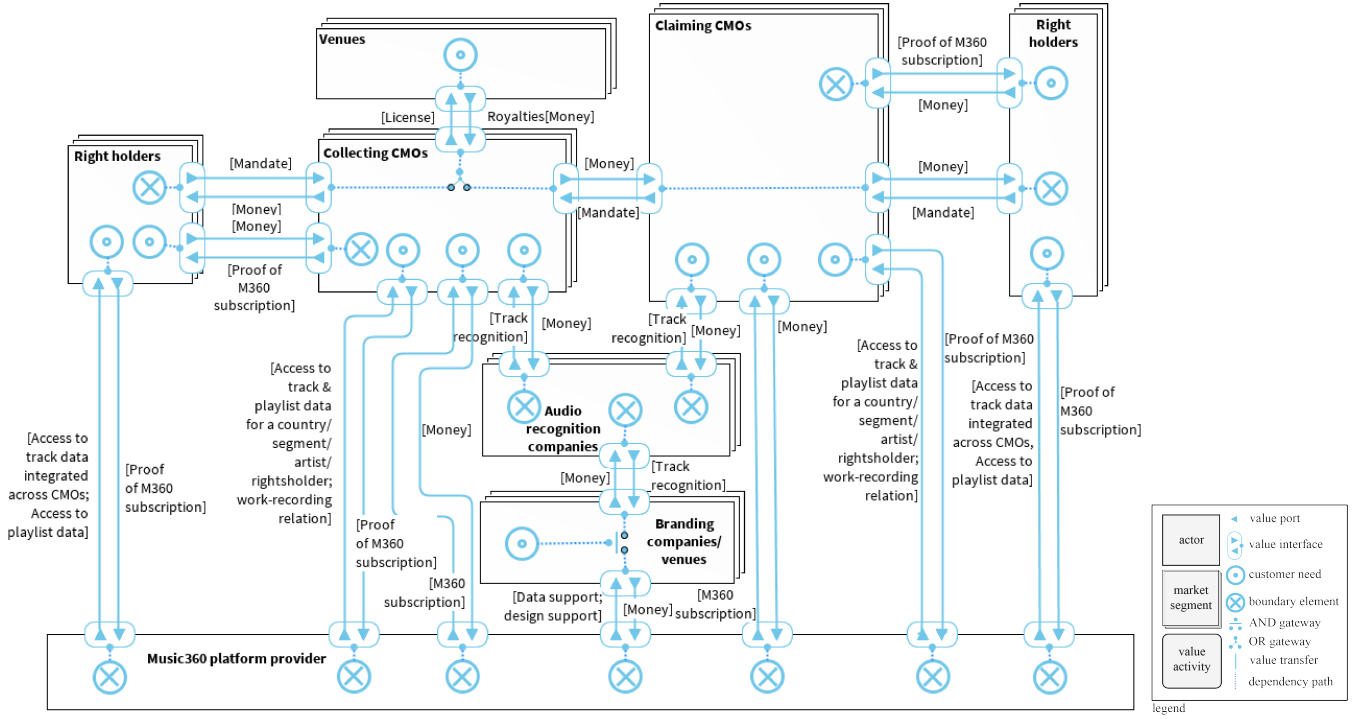 Venues
Claiming CMOs
Right
holders
[Proof of M360
subscription]
[Money]
[License]
Royalties[Money]
Right holders
[Mandate]
Collecting CMOs
[Money]
[Mandate]
[Money]
[Mandate]
[Money]
[Money]
[Proof of
M360
subscription]
[Track
recognition]
[Money]
[Track
recognition]
[Money]
[Money]
[Access to
track &
playlist data
for a country/
segment/
artist/
rightsholder;
work-recording
relation]
[Proof of M360
subscription]
[Access to
track data
integrated
across CMOs,
Access to
playlist data]
[Proof of
M360
subscription]
[Access to
track &
playlist data
for a country/
segment/
artist/
rightsholder;
work-recording
relation]
[Money]
Audio
recognition
companies
[Access to
track data
integrated
across CMOs;
Access to
playlist data]
[Proof
of M360
subscription]
[Money]
[Track
recognition]
[Proof
of M360
subscription]
Branding
companies/
venues
[M360
subscription]
[Data support;
design support]
[Money]
[M360
subscription]
Music360 platform provider
actor
market
segment
value
activity
value port
value interface
customer need
boundary element
AND gateway
OR gateway
value transfer
dependency path
legend